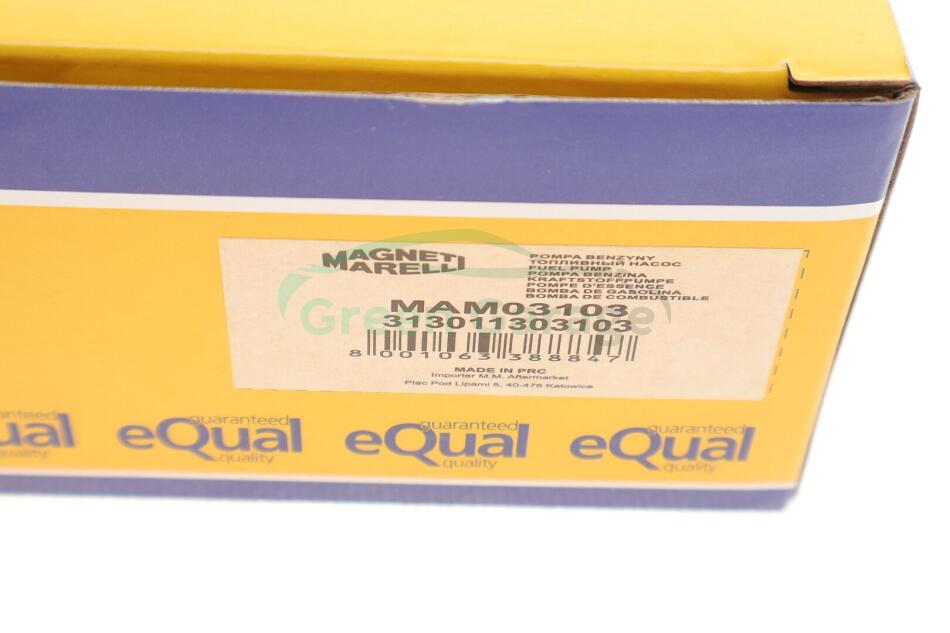 MAGNETI
MARELLI
POMPA BENZYNY
ТОПЛИВНЫЙ НАСОС
FUEL PUMP
POMPA BENZINA
KRAFTSTOFFPUMPE
POMPE D'ESSENCE
BOMBA DE GASOLINA
BOMBA DE COMBUSTIBLE
MAM03103
313011303103
8 001063 388847
MADE IN PRC
Importer M.M. Aftermarket
Plac Pod Lipami 5, 40-476 Katowice
guaranteed
eQual
quality
guaranteed
eQual
quality
guaranteed
eQual
quality